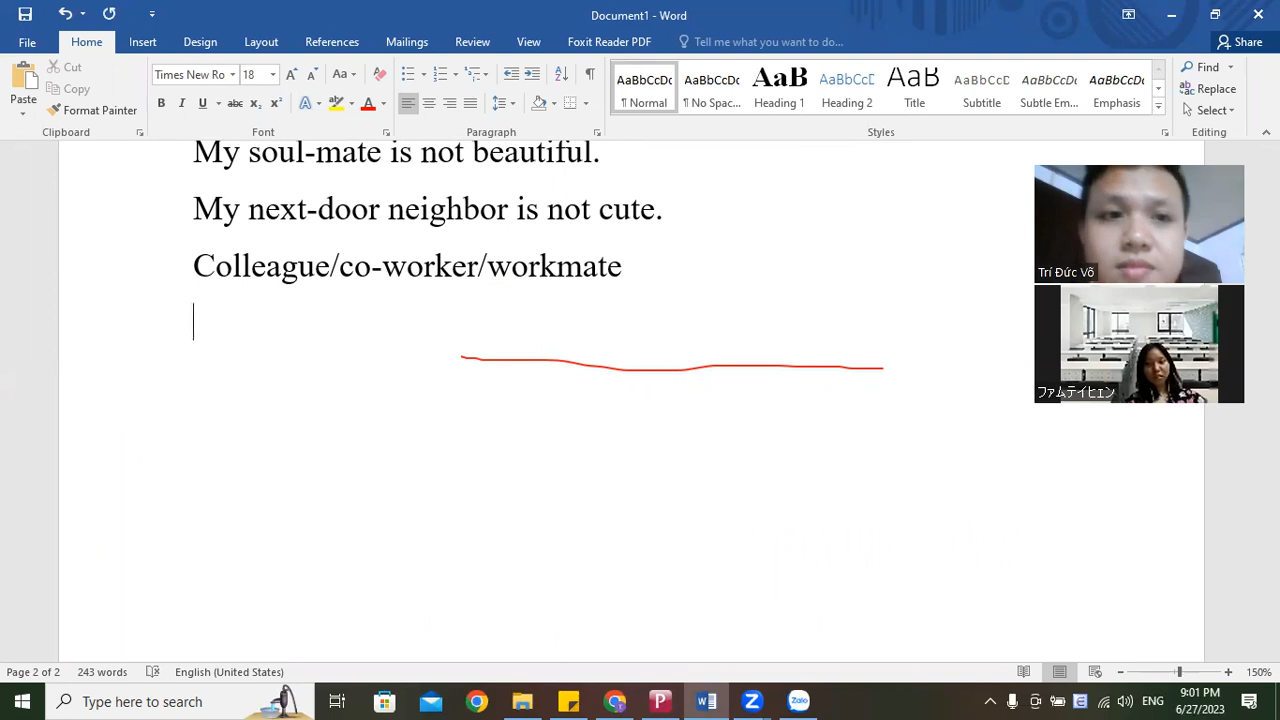 Document1 - Word
File Home Insert Design Layout References Mailings Review View Foxit Reader PDF Tell me what you want to do... Share
Paste
Cut
Copy
Format Painter
Clipboard
Times New Ro 18
Font
Paragraph
AaBbCcDc ¶ Normal
AaBbCcDc ¶ No Spac...
AaB Heading 1
AaBbCcD Heading 2
AaB Title
AaBbCcD Subtitle
AaBbCcDc Subtle Em...
AaBbCcDc Emphasis
Styles
Find
Replace
Select
Editing
My soul-mate is not beautiful.
My next-door neighbor is not cute.
Colleague/co-worker/workmate
Trí Đức Võ
ファムテイヒェン
Page 2 of 2 243 words English (United States) 150%
Type here to search
ENG
9:01 PM
6/27/2023